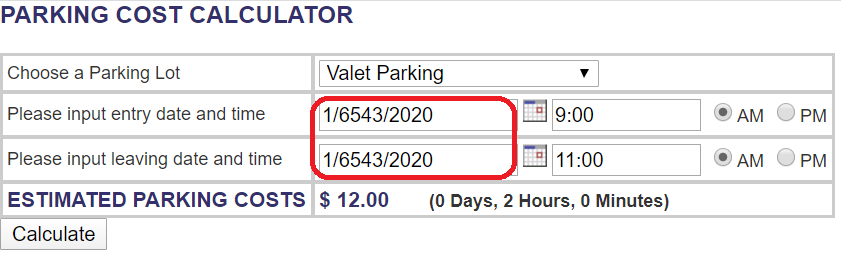 PARKING COST CALCULATOR
Choose a Parking Lot Valet Parking
Please input entry date and time 1/6543/2020 9:00 AM PM
Please input leaving date and time 1/6543/2020 11:00 AM PM
ESTIMATED PARKING COSTS $ 12.00 (0 Days, 2 Hours, 0 Minutes)
Calculate